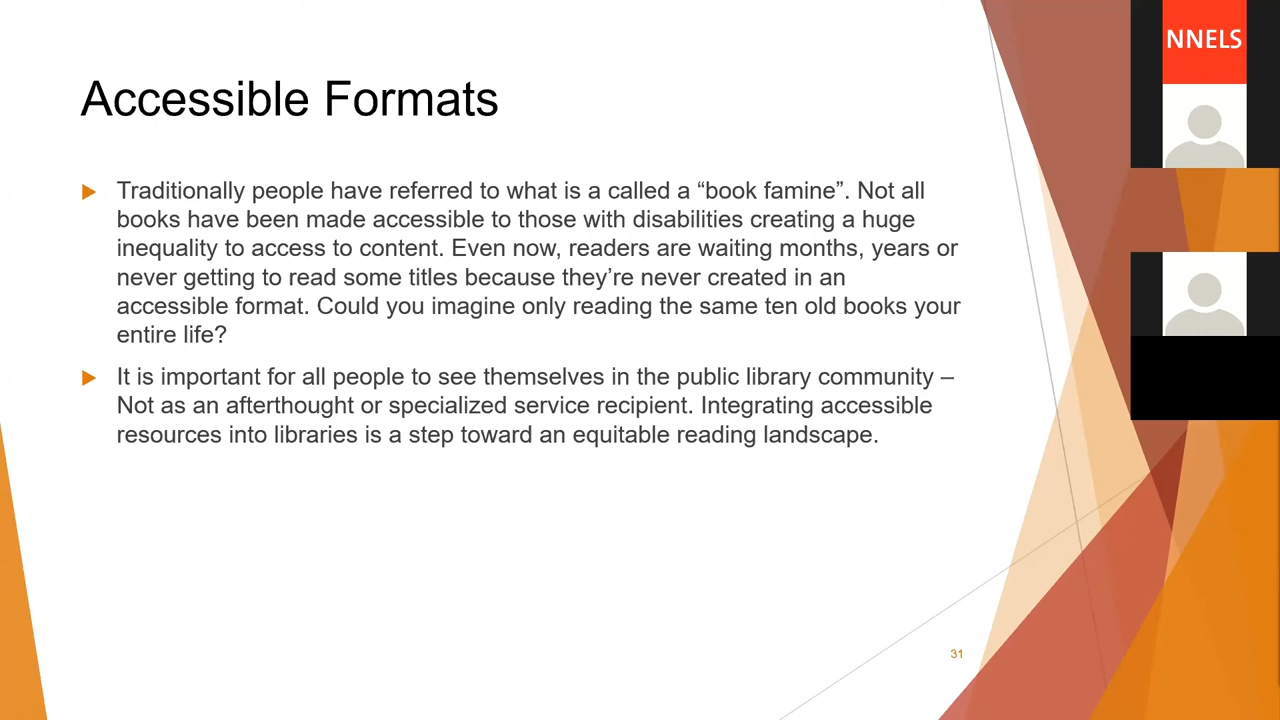 Accessible Formats
Traditionally people have referred to what is a called a “book famine”. Not all
books have been made accessible to those with disabilities creating a huge
inequality to access to content. Even now, readers are waiting months, years or
never getting to read some titles because they’re never created in an
accessible format. Could you imagine only reading the same ten old books your
entire life?
It is important for all people to see themselves in the public library community –
Not as an afterthought or specialized service recipient. Integrating accessible
resources into libraries is a step toward an equitable reading landscape.
31
NNELS